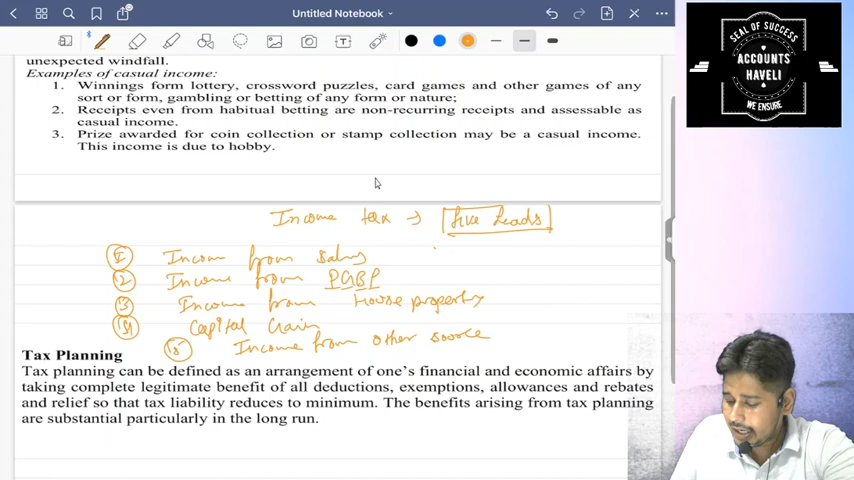 Untitled Notebook
SEAL OF SUCCESS
ACCOUNTS
HAVELI
WE ENSURE
unexpected windfall.
Examples of casual income:
1. Winnings form lottery, crossword puzzles, card games and other games of any
sort or form, gambling or betting of any form or nature;
2. Receipts even from habitual betting are non-recurring receipts and assessable as
casual income.
3. Prize awarded for coin collection or stamp collection may be a casual income.
This income is due to hobby.
Income tax → five heads
1 Income from salary
2 Income from PGBP
3 Income from House property
4 Capital Gain
5 Income from other source
Tax Planning
Tax planning can be defined as an arrangement of one's financial and economic affairs by
taking complete legitimate benefit of all deductions, exemptions, allowances and rebates
and relief so that tax liability reduces to minimum. The benefits arising from tax planning
are substantial particularly in the long run.